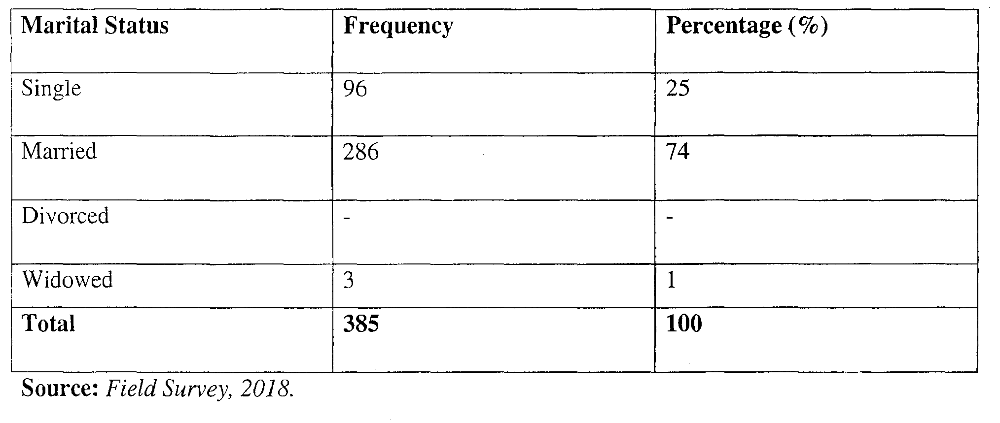 Marital Status Frequency Percentage (%)
Single 96 25
Married 286 74
Divorced - -
Widowed 3 1
Total 385 100
Source: Field Survey, 2018.